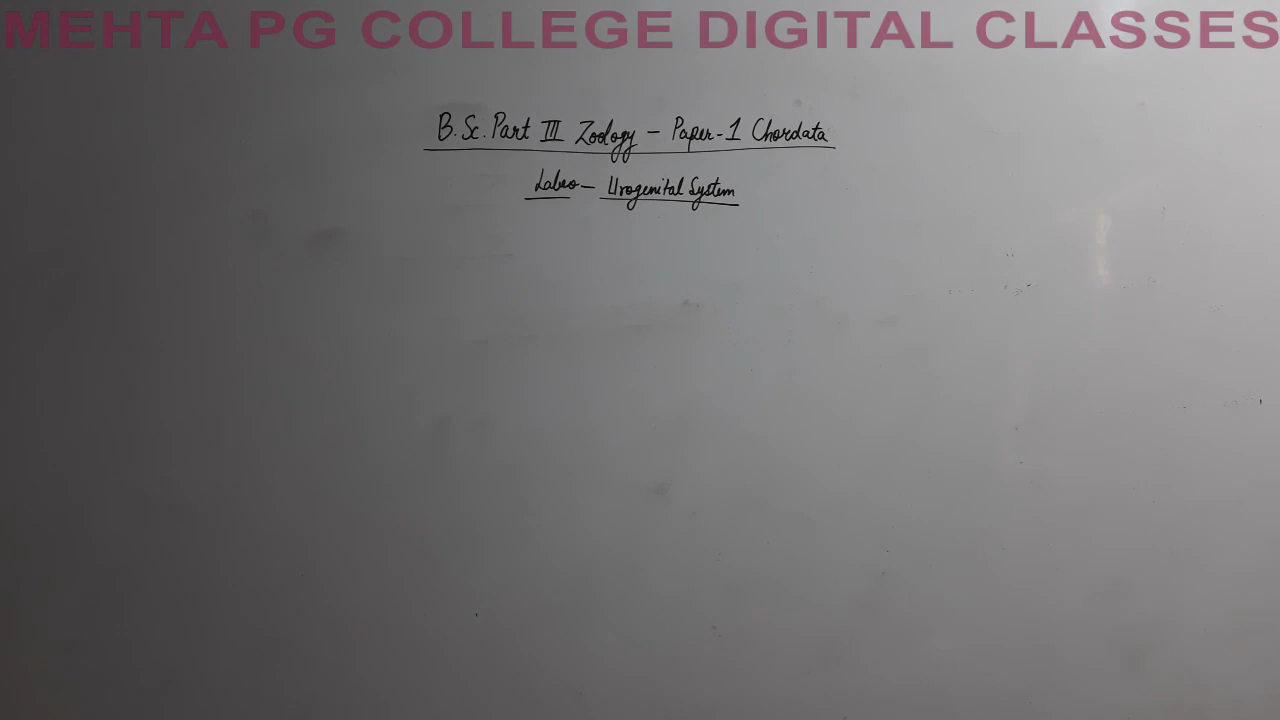 MEHTA PG COLLEGE DIGITAL CLASSES
B.Sc. Part III Zoology - Paper-1 Chordata
Labeo - Urogenital System